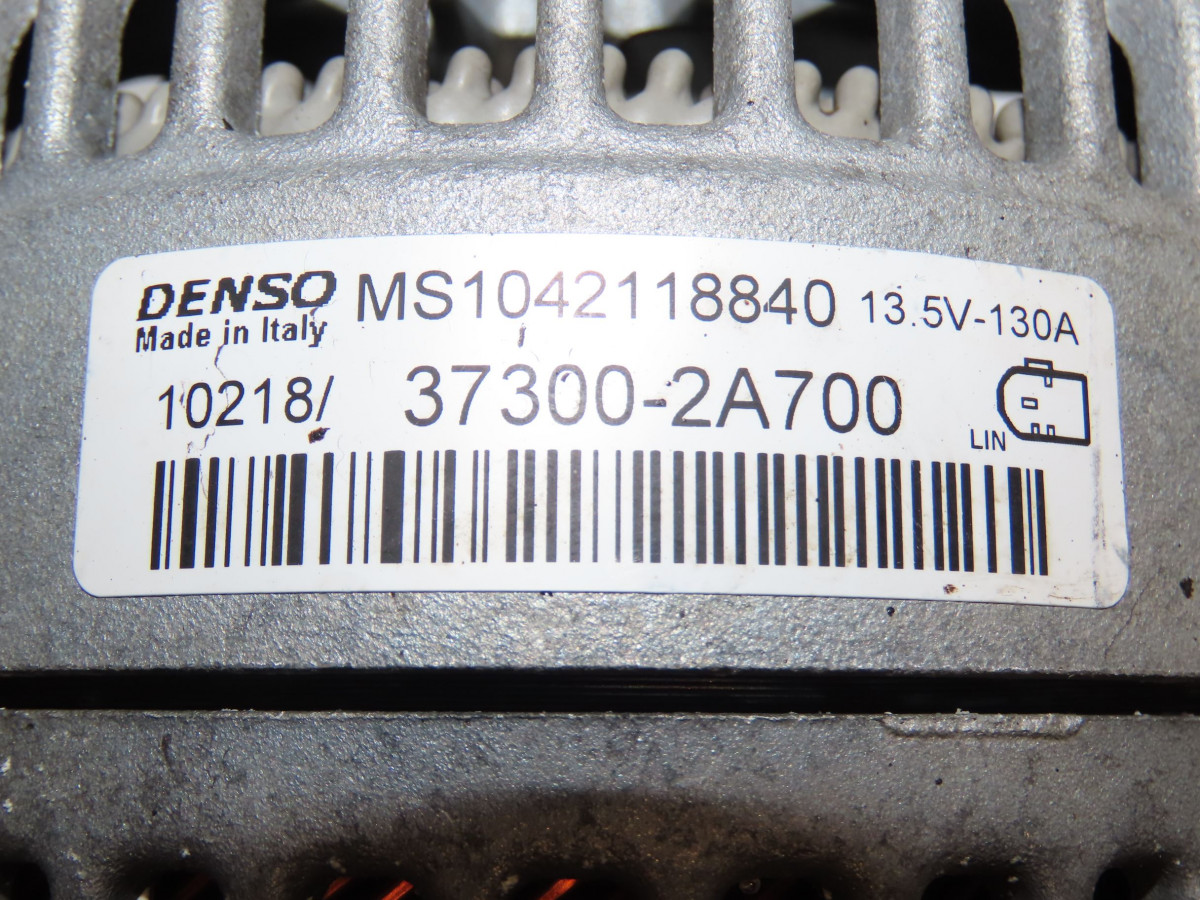 DENSO MS1042118840 13.5V-130A
Made in Italy
10218/ 37300-2A700
LIN